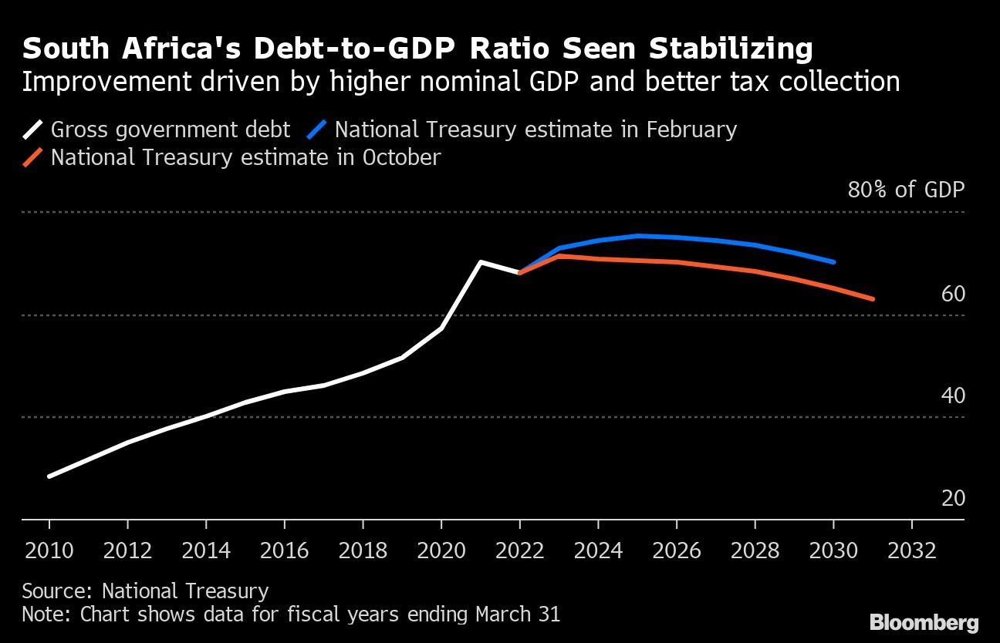 South Africa's Debt-to-GDP Ratio Seen Stabilizing
Improvement driven by higher nominal GDP and better tax collection
Gross government debt National Treasury estimate in February
National Treasury estimate in October
80% of GDP
60
40
20
2010 2012 2014 2016 2018 2020 2022 2024 2026 2028 2030 2032
Source: National Treasury
Note: Chart shows data for fiscal years ending March 31
Bloomberg